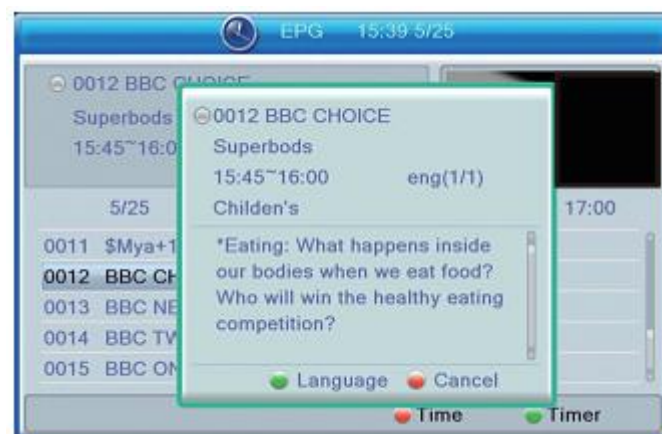 EPG 15:39 5/25
0012 BBC CHOICE
Superbods
15:45~16:0
0012 BBC CHOICE
Superbods
15:45~16:00 eng(1/1)
Childen's
*Eating: What happens inside
our bodies when we eat food?
Who will win the healthy eating
competition?
Language Cancel
5/25 17:00
0011 $Mya+1
0012 BBC CH
0013 BBC NE
0014 BBC TW
0015 BBC ON
Time Timer